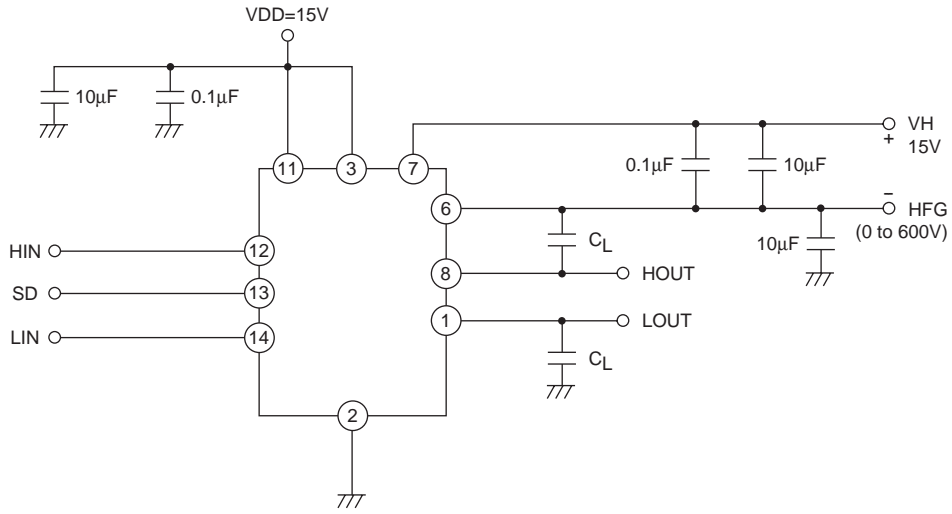 VDD=15V
10µF
0.1µF
VH
+
15V
11
3
7
0.1µF
10µF
6
–
HFG
(0 to 600V)
HIN
12
CL
10µF
SD
13
8
HOUT
LIN
14
1
LOUT
CL
2